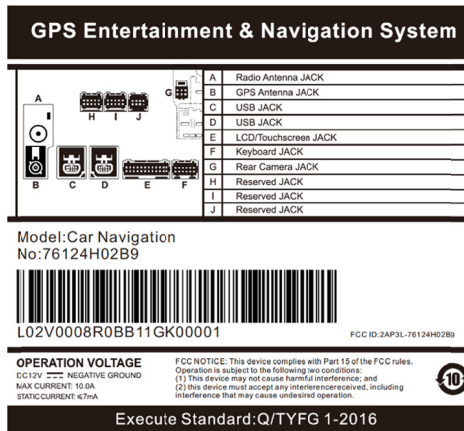 GPS Entertainment & Navigation System
A
H I J
G
B C D E F
A Radio Antenna JACK
B GPS Antenna JACK
C USB JACK
D USB JACK
E LCD/Touchscreen JACK
F Keyboard JACK
G Rear Camera JACK
H Reserved JACK
I Reserved JACK
J Reserved JACK
Model:Car Navigation
No:76124H02B9
L02V0008R0BB11GK00001
FCC ID:2AP3L-76124H02B9
OPERATION VOLTAGE
DC12V NEGATIVE GROUND
MAX CURRENT: 10.0A
STATIC CURRENT: ≤7mA
FCC NOTICE: This device complies with Part 15 of the FCC rules.
Operation is subject to the following two conditions:
(1) This device may not cause harmful interference; and
(2) this device must accept any interferencereceived, including
interference that may cause undesired operation.
10
Execute Standard:Q/TYFG 1-2016